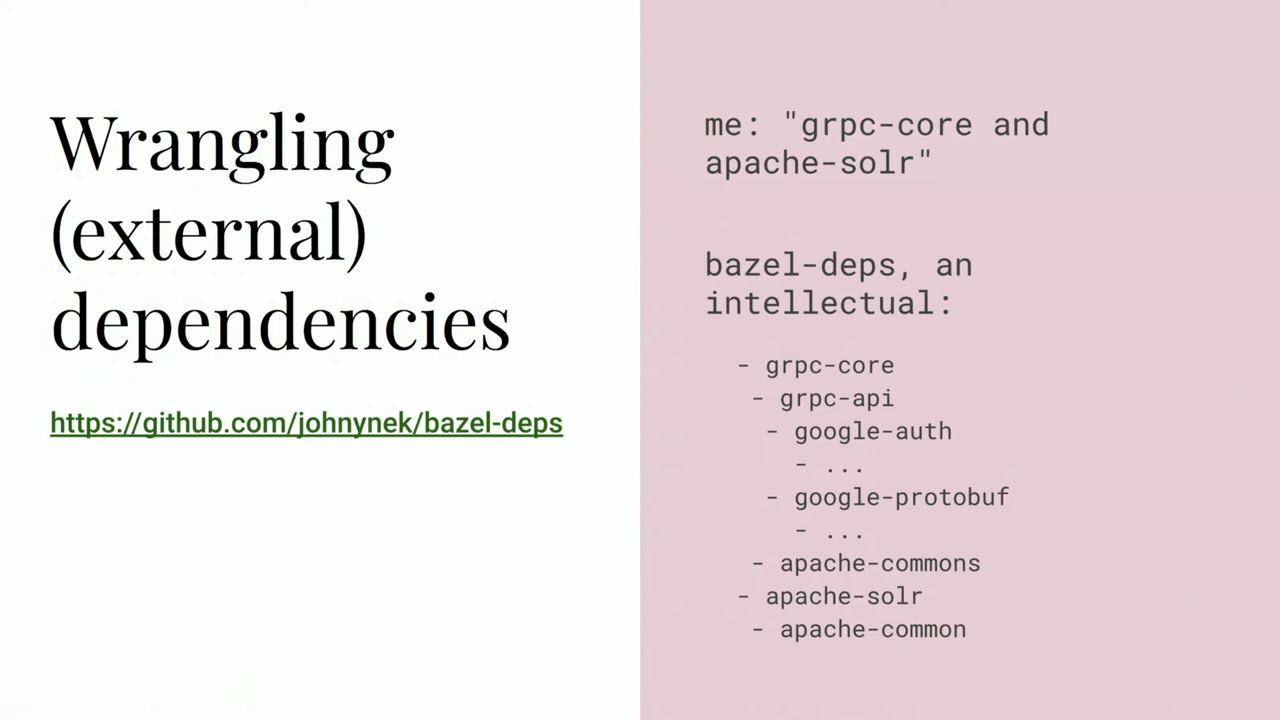 Wrangling
(external)
dependencies
https://github.com/johnynek/bazel-deps
me: "grpc-core and
apache-solr"
bazel-deps, an
intellectual:
- grpc-core
- grpc-api
- google-auth
- ...
- google-protobuf
- ...
- apache-commons
- apache-solr
- apache-common